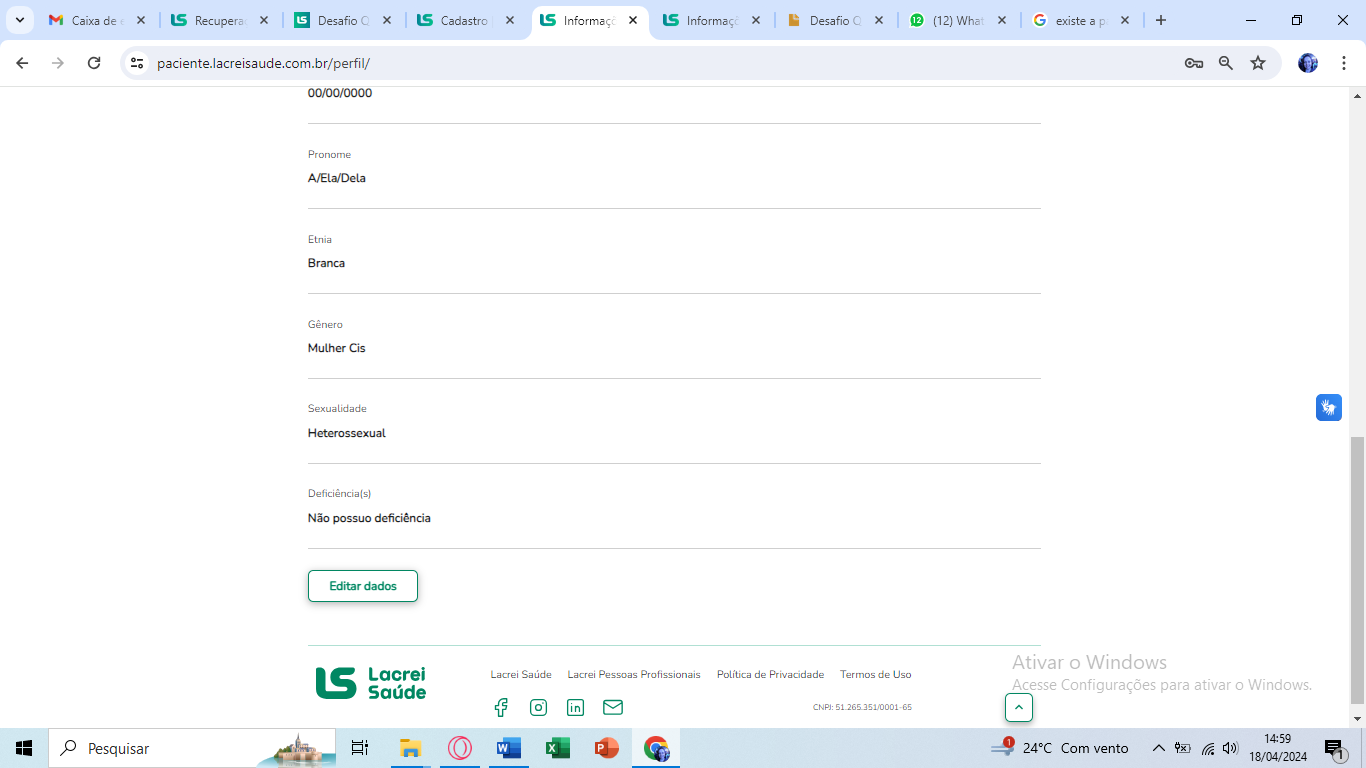 Caixa de e
Recupera
Desafio Q
Cadastro
Informaçõ
Informaçõ
Desafio Q
(12) What
existe a p
paciente.lacreisaude.com.br/perfil/
00/00/0000
Pronome
A/Ela/Dela
Etnia
Branca
Gênero
Mulher Cis
Sexualidade
Heterossexual
Deficiência(s)
Não possuo deficiência
Editar dados
LS Lacrei Saúde
Lacrei Saúde Lacrei Pessoas Profissionais Política de Privacidade Termos de Uso
CNPJ: 51.265.351/0001-65
Ativar o Windows
Acesse Configurações para ativar o Windows.
Pesquisar
24°C Com vento
14:59
18/04/2024